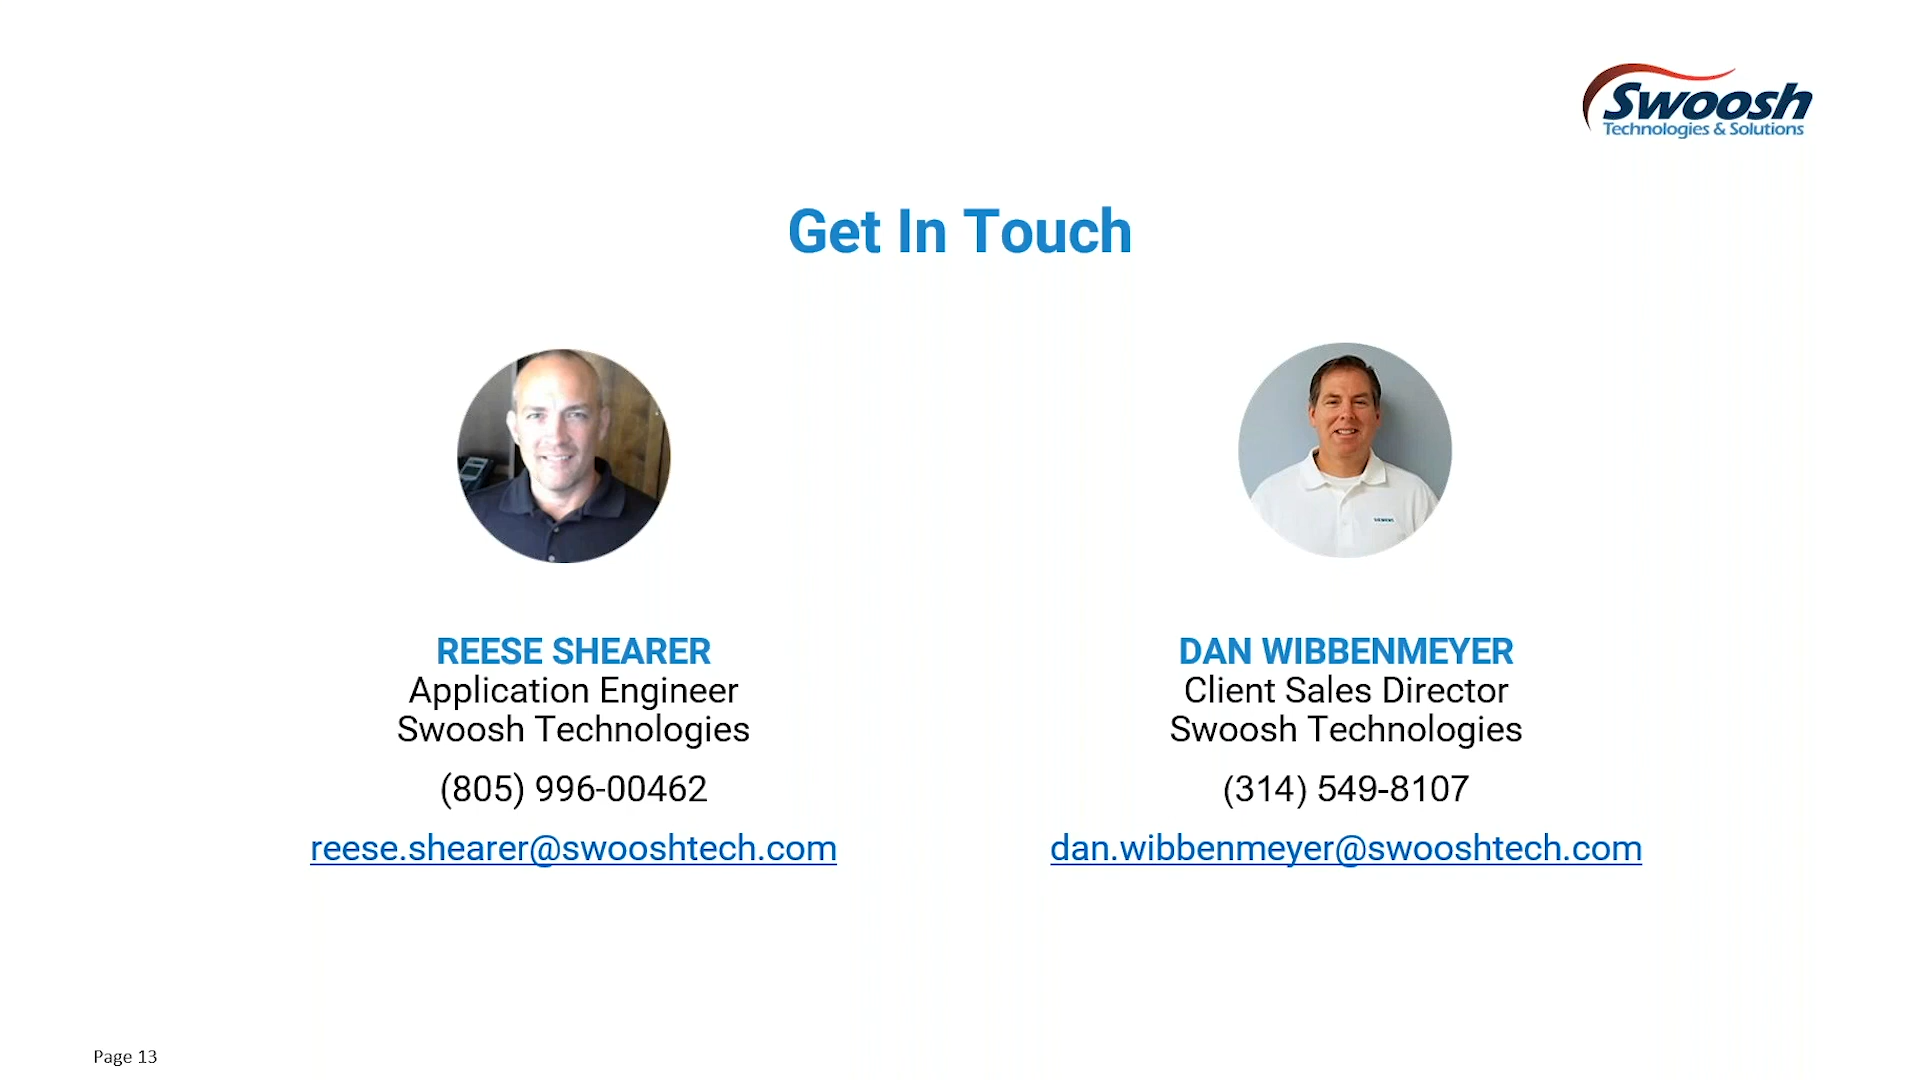 Swoosh
Technologies & Solutions
Get In Touch
REESE SHEARER
Application Engineer
Swoosh Technologies
(805) 996-00462
reese.shearer@swooshtech.com
DAN WIBBENMEYER
Client Sales Director
Swoosh Technologies
(314) 549-8107
dan.wibbenmeyer@swooshtech.com
Page 13